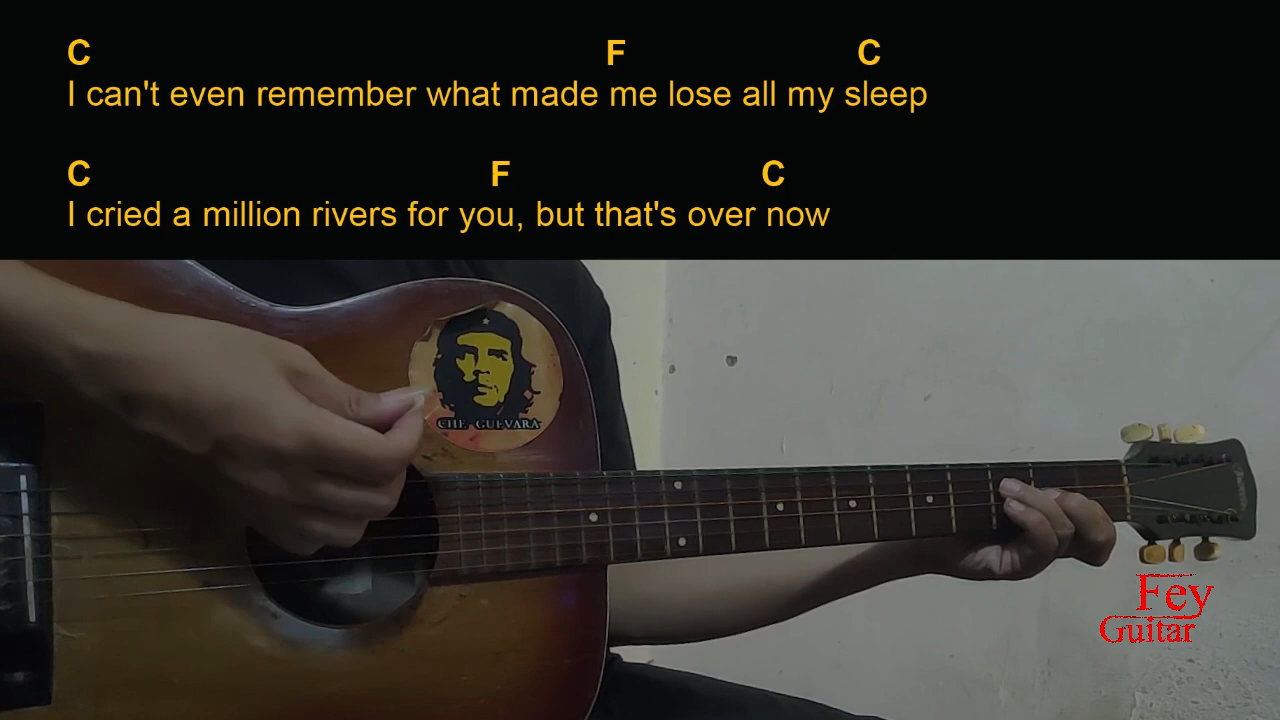 C F C
I can't even remember what made me lose all my sleep
C F C
I cried a million rivers for you, but that's over now
CHE GUEVARA
Fey
Guitar